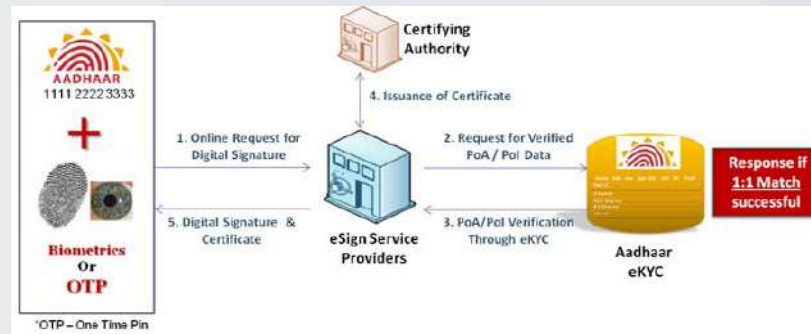 AADHAAR
1111 2222 3333
+
Biometrics
Or
OTP
*OTP – One Time Pin
Certifying
Authority
4. Issuance of Certificate
1. Online Request for
Digital Signature
2. Request for Verified
PoA / PoI Data
5. Digital Signature &
Certificate
3. PoA/PoI Verification
Through eKYC
eSign Service
Providers
Aadhaar
eKYC
Response if
1:1 Match
successful